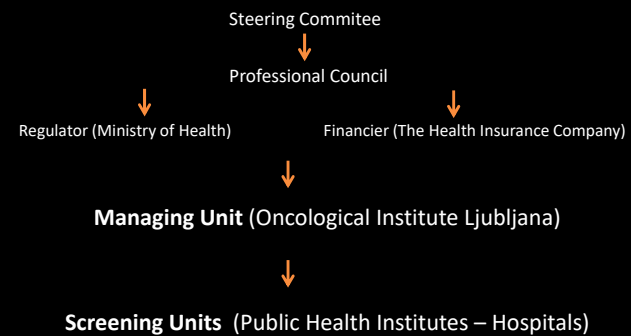 Steering Commitee
Professional Council
Regulator (Ministry of Health)
Financier (The Health Insurance Company)
Managing Unit (Oncological Institute Ljubljana)
Screening Units (Public Health Institutes – Hospitals)